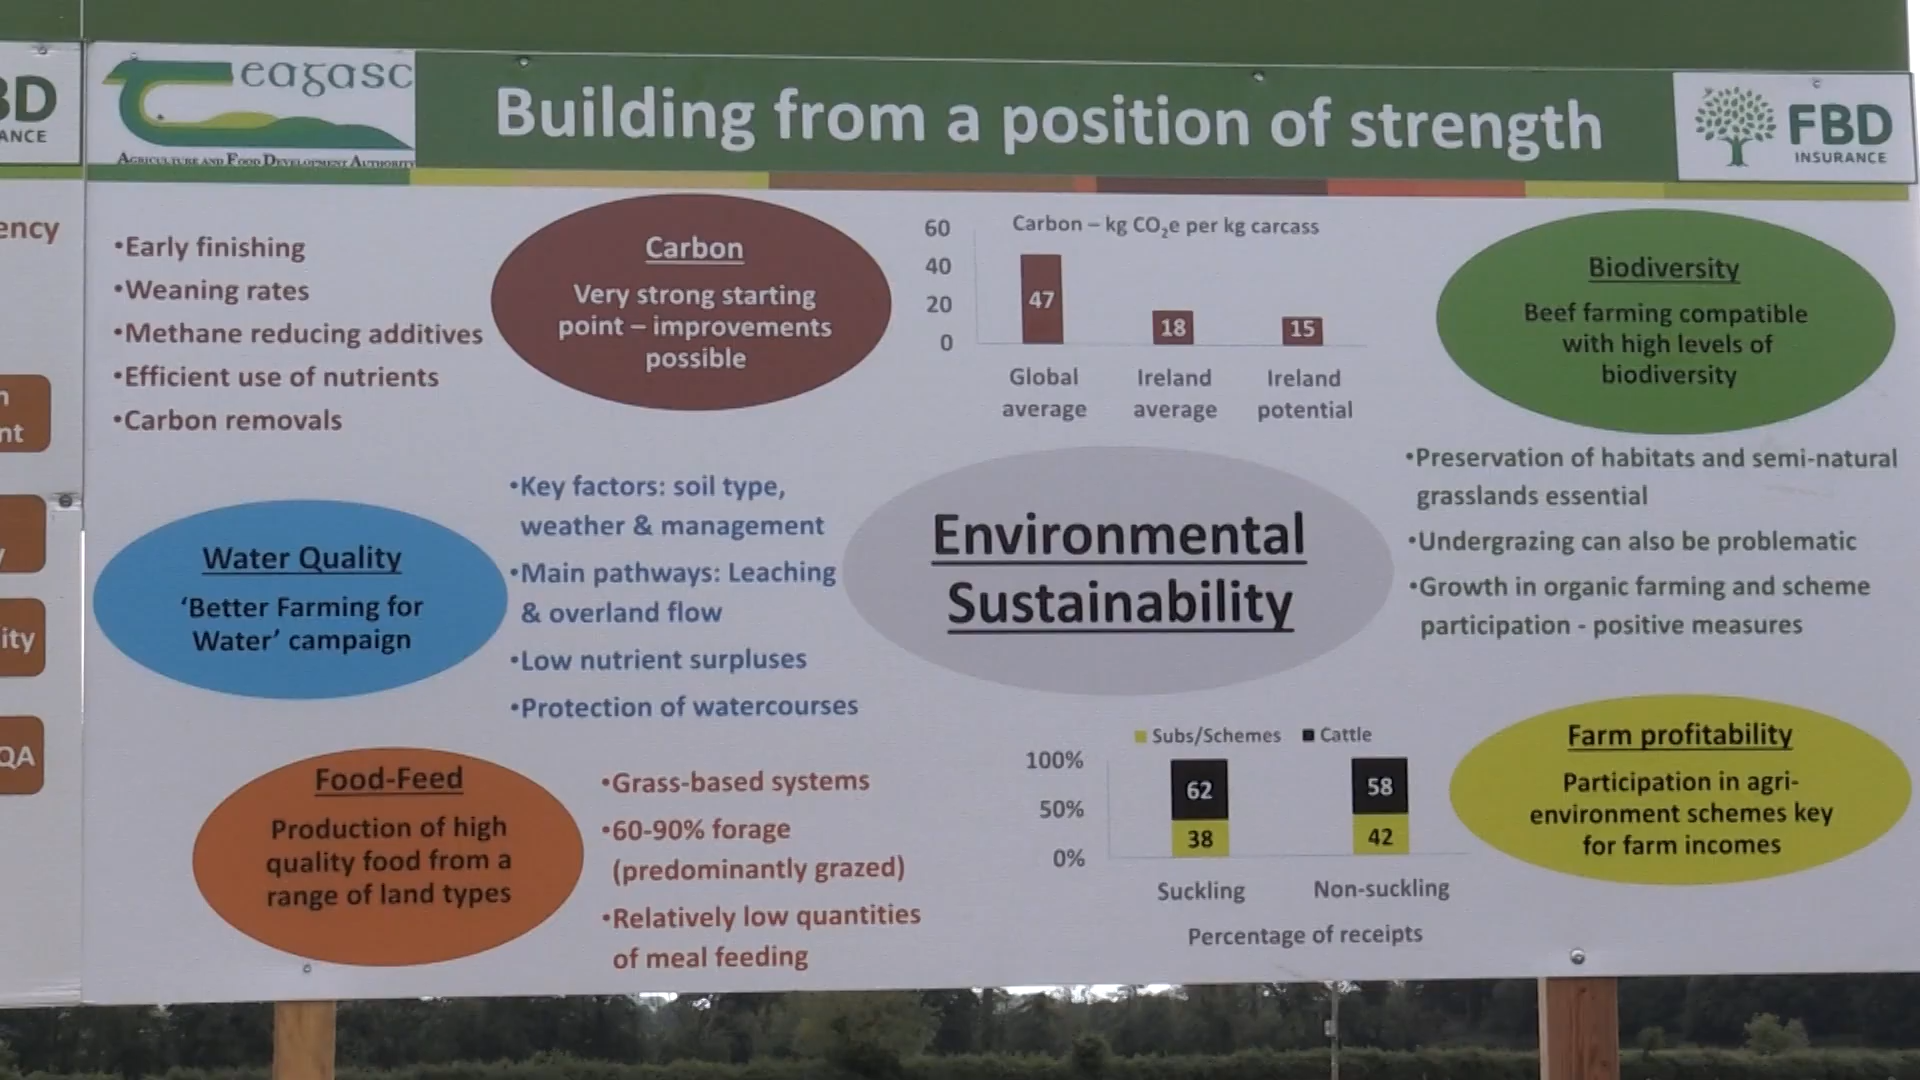 BD
ANCE
ency
n
nt
y
ity
QA
Teagasc
AGRICULTURE AND FOOD DEVELOPMENT AUTHORITY
Building from a position of strength
FBD
INSURANCE
•Early finishing
•Weaning rates
•Methane reducing additives
•Efficient use of nutrients
•Carbon removals
Carbon
Very strong starting
point – improvements
possible
Carbon – kg CO₂e per kg carcass
60
40
20
0
47
18
15
Global
average
Ireland
average
Ireland
potential
Biodiversity
Beef farming compatible
with high levels of
biodiversity
•Preservation of habitats and semi-natural
grasslands essential
•Undergrazing can also be problematic
•Growth in organic farming and scheme
participation - positive measures
Water Quality
‘Better Farming for
Water’ campaign
•Key factors: soil type,
weather & management
•Main pathways: Leaching
& overland flow
•Low nutrient surpluses
•Protection of watercourses
Environmental
Sustainability
Food-Feed
Production of high
quality food from a
range of land types
•Grass-based systems
•60-90% forage
(predominantly grazed)
•Relatively low quantities
of meal feeding
Subs/Schemes Cattle
100%
50%
0%
62
38
58
42
Suckling
Non-suckling
Percentage of receipts
Farm profitability
Participation in agri-
environment schemes key
for farm incomes